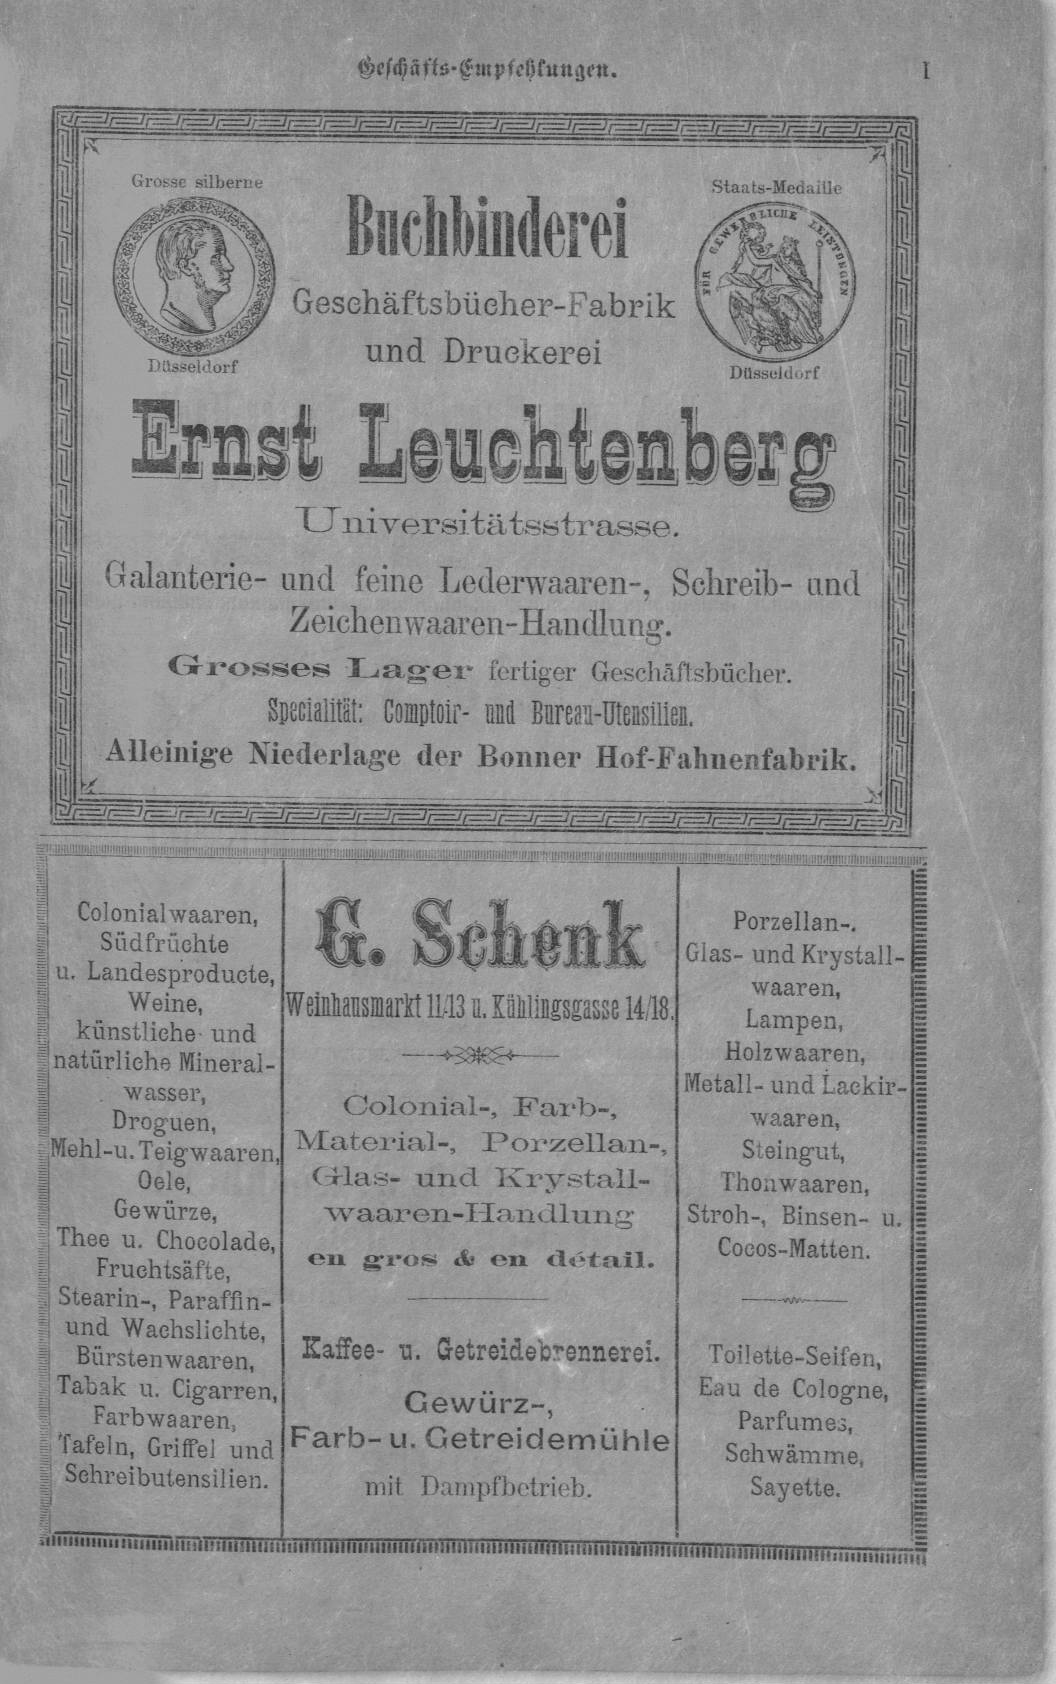 Geschäfts-Empfehlungen.
I
Grosse silberne
Düsseldorf
Staats-Medaille
FÜR GEWERBLICHE LEISTUNGEN
Düsseldorf
Buchbinderei
Geschäftsbücher-Fabrik
und Druckerei
Ernst Leuchtenberg
Universitätsstrasse.
Galanterie- und feine Lederwaaren-, Schreib- und
Zeichenwaaren-Handlung.
Grosses Lager fertiger Geschäftsbücher.
Specialität: Comptoir- und Bureau-Utensilien.
Alleinige Niederlage der Bonner Hof-Fahnenfabrik.
Colonialwaaren,
Südfrüchte
u. Landesproducte,
Weine,
künstliche und
natürliche Mineral-
wasser,
Droguen,
Mehl-u. Teigwaaren,
Oele,
Gewürze,
Thee u. Chocolade,
Fruchtsäfte,
Stearin-, Paraffin-
und Wachslichte,
Bürstenwaaren,
Tabak u. Cigarren,
Farbwaaren,
Tafeln, Griffel und
Schreibutensilien.
G. Schenk
Weinhausmarkt 11/13 u. Kühlingsgasse 14/18.
Colonial-, Farb-,
Material-, Porzellan-,
Glas- und Krystall-
waaren-Handlung
en gros & en détail.
Kaffee- u. Getreidebrennerei.
Gewürz-,
Farb- u. Getreidemühle
mit Dampfbetrieb.
Porzellan-.
Glas- und Krystall-
waaren,
Lampen,
Holzwaaren,
Metall- und Lackir-
waaren,
Steingut,
Thonwaaren,
Stroh-, Binsen- u.
Cocos-Matten.
Toilette-Seifen,
Eau de Cologne,
Parfumes,
Schwämme,
Sayette.